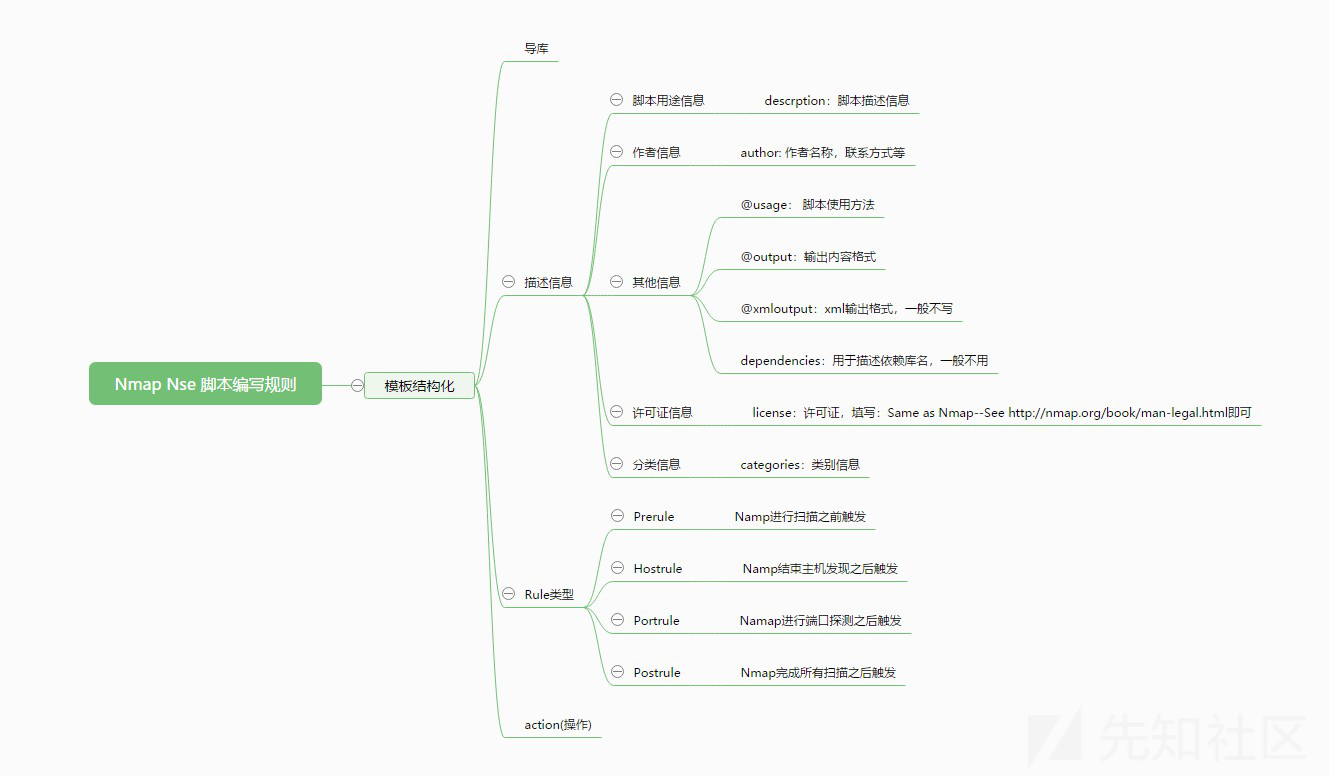 Nmap Nse 脚本编写规则
模板结构化
导库
描述信息
脚本用途信息
descrption：脚本描述信息
作者信息
author: 作者名称，联系方式等
其他信息
@usage： 脚本使用方法
@output：输出内容格式
@xmloutput：xml输出格式，一般不写
dependencies：用于描述依赖库名，一般不用
许可证信息
license：许可证，填写：Same as Nmap--See http://nmap.org/book/man-legal.html即可
分类信息
categories：类别信息
Rule类型
Prerule
Namp进行扫描之前触发
Hostrule
Namp结束主机发现之后触发
Portrule
Namap进行端口探测之后触发
Postrule
Nmap完成所有扫描之后触发
action(操作)
先知社区